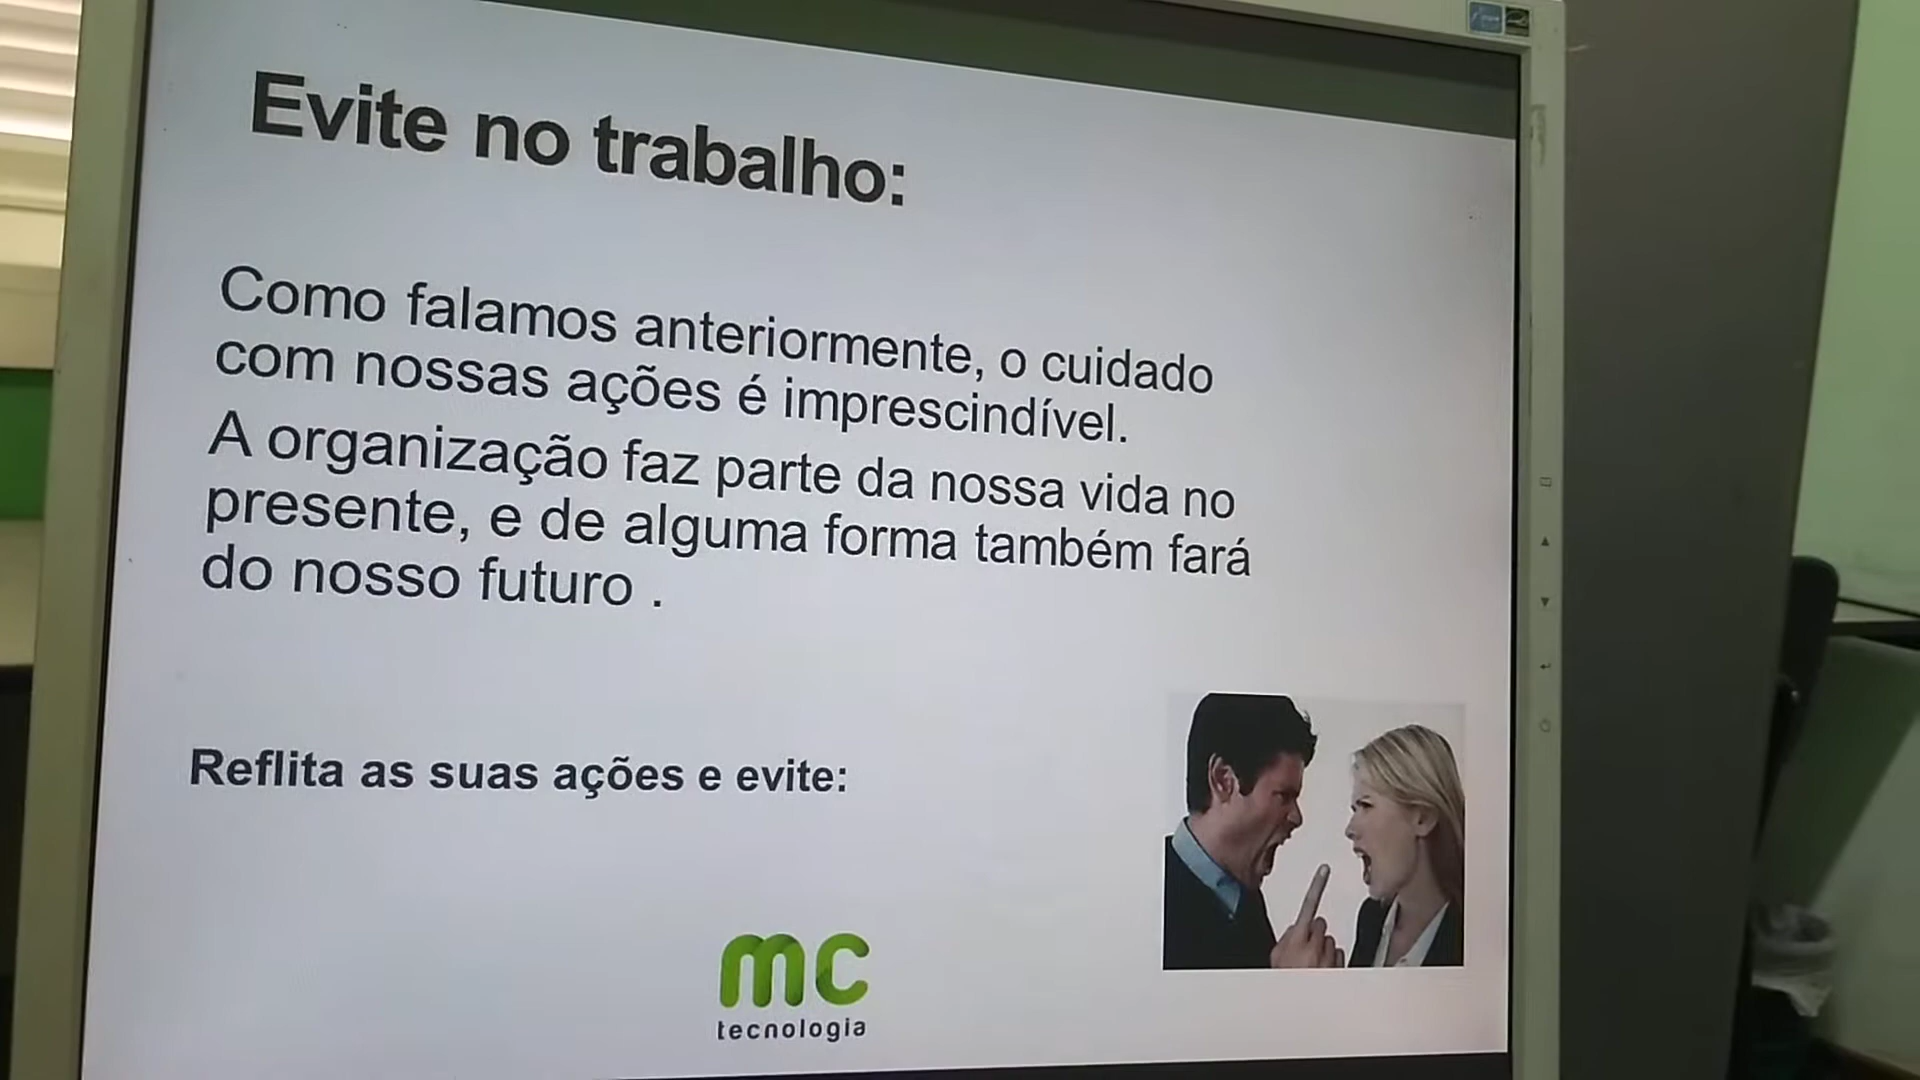 Evite no trabalho:
Como falamos anteriormente, o cuidado
com nossas ações é imprescindível.
A organização faz parte da nossa vida no
presente, e de alguma forma também fará
do nosso futuro .
Reflita as suas ações e evite:
mc
tecnologia